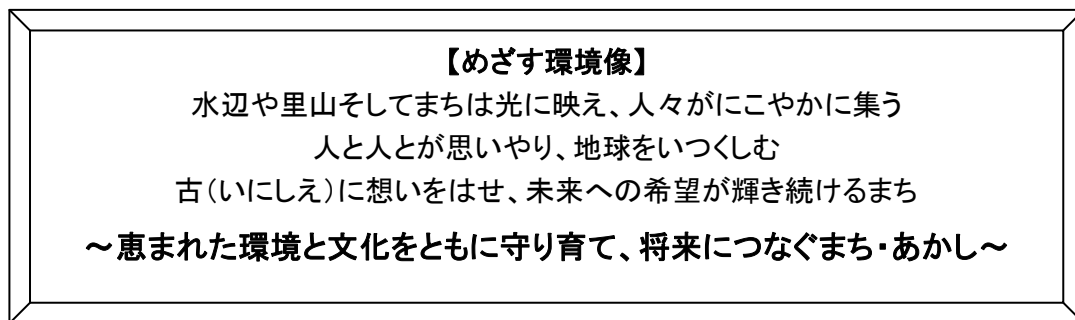 【めざす環境像】
水辺や里山そしてまちは光に映え、人々がにこやかに集う
人と人とが思いやり、地球をいつくしむ
古（いにしえ）に想いをはせ、未来への希望が輝き続けるまち
～恵まれた環境と文化をともに守り育て、将来につなぐまち・あかし～